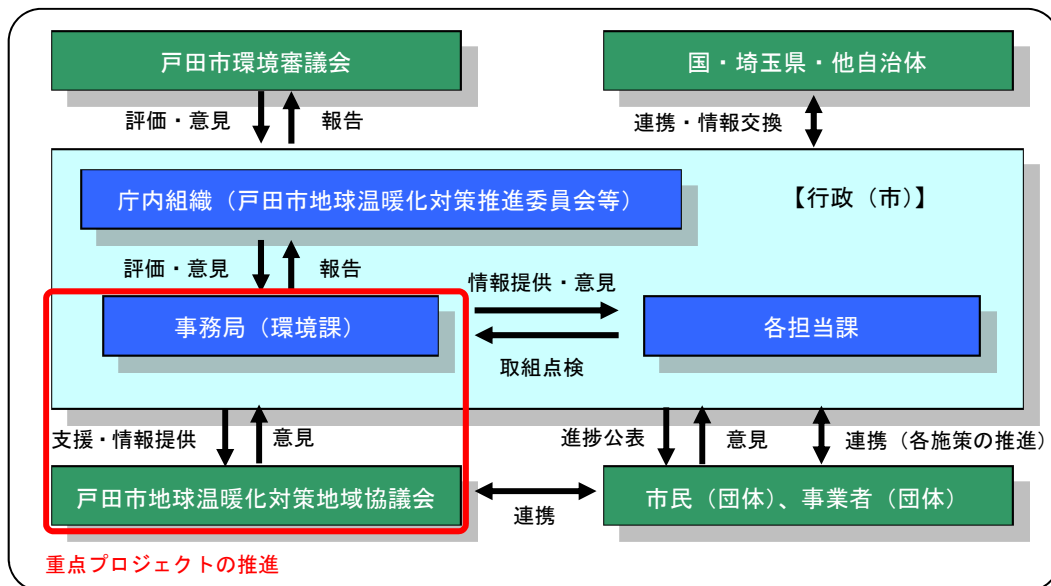 戸田市環境審議会
国・埼玉県・他自治体
評価・意見
報告
連携・情報交換
庁内組織（戸田市地球温暖化対策推進委員会等）
【行政（市）】
評価・意見
報告
情報提供・意見
事務局（環境課）
各担当課
取組点検
支援・情報提供
意見
進捗公表
意見
連携（各施策の推進）
戸田市地球温暖化対策地域協議会
連携
市民（団体）、事業者（団体）
重点プロジェクトの推進